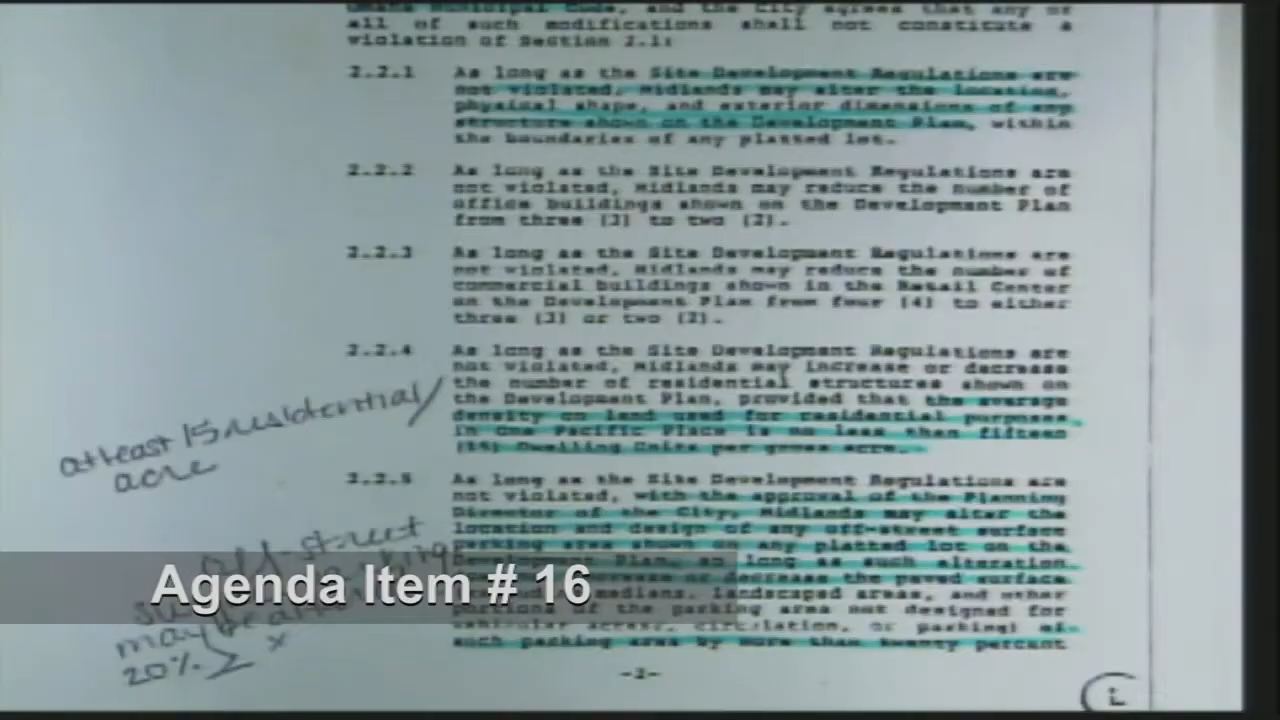 Omaha Municipal Code, and the City agrees that any or
all of such modifications shall not constitute a
violation of Section 2.1:
2.2.1 As long as the Site Development Regulations are
not violated, Midlands may alter the location,
physical shape, and exterior dimensions of any
structure shown on the Development Plan, within
the boundaries of any platted lot.
2.2.2 As long as the Site Development Regulations are
not violated, Midlands may reduce the number of
office buildings shown on the Development Plan
from three (3) to two (2).
2.2.3 As long as the Site Development Regulations are
not violated, Midlands may reduce the number of
commercial buildings shown in the Retail Center
on the Development Plan from four (4) to either
three (3) or two (2).
2.2.4 As long as the Site Development Regulations are
not violated, Midlands may increase or decrease
the number of residential structures shown on
the Development Plan, provided that the average
density on land used for residential purposes
in One Pacific Place is no less than fifteen
(15) Dwelling Units per gross acre.
at least 15 residential/
acre
2.2.5 As long as the Site Development Regulations are
not violated, with the approval of the Planning
Director of the City, Midlands may alter the
location and design of any off-street surface
parking area shown on any platted lot on the
Development Plan, so long as such alteration
or decrease the paved surface
medians, landscaped areas, and other
portions of the parking area not designed for
vehicular access, circulation, or parking) of
such parking area by more than twenty percent
off-street
may be
20%
Agenda Item # 16
-2-
i